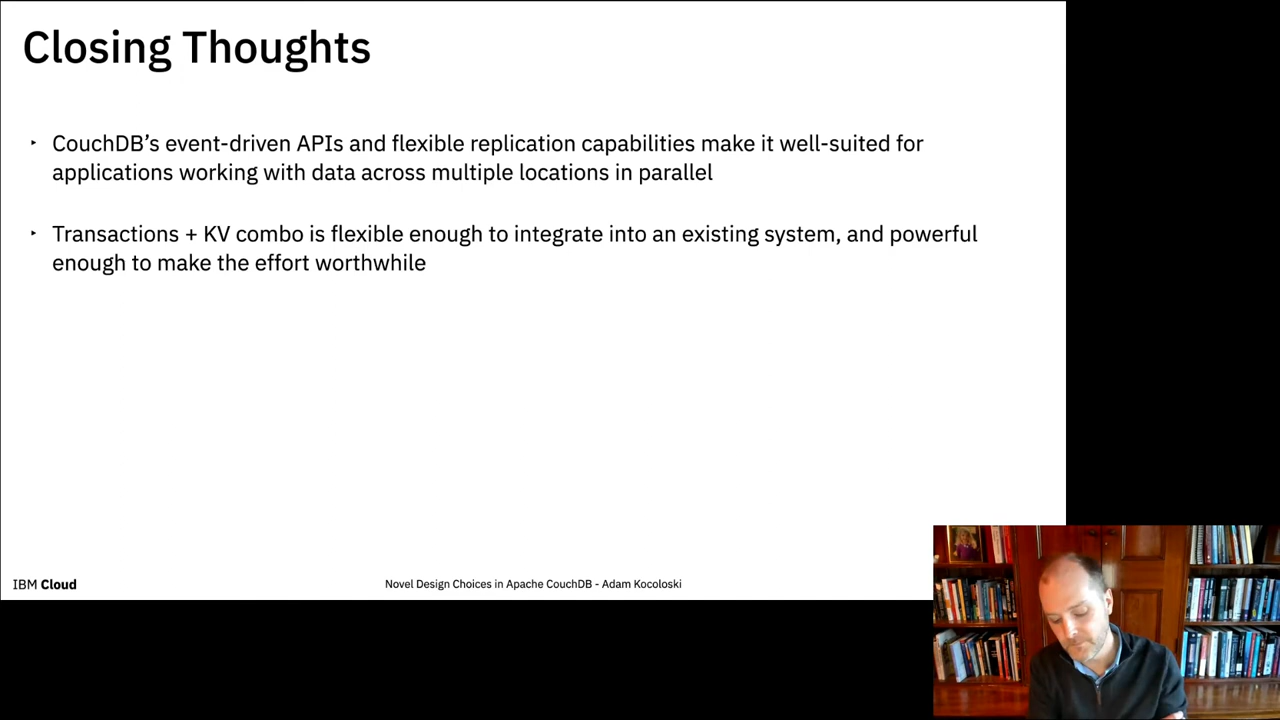 Closing Thoughts
‣ CouchDB’s event-driven APIs and flexible replication capabilities make it well-suited for
applications working with data across multiple locations in parallel
‣ Transactions + KV combo is flexible enough to integrate into an existing system, and powerful
enough to make the effort worthwhile
IBM Cloud
Novel Design Choices in Apache CouchDB - Adam Kocoloski